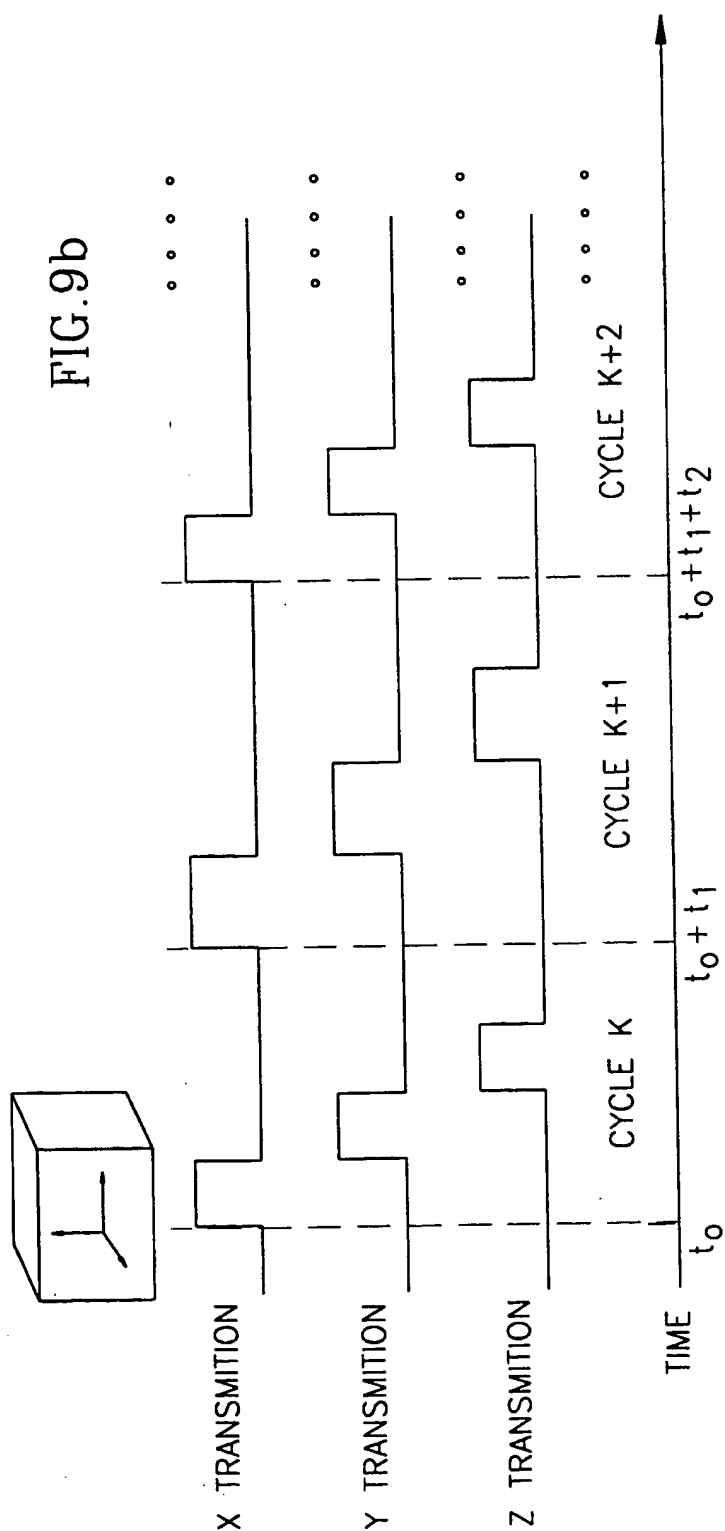 FIG.9b
X TRANSMITION
Y TRANSMITION
Z TRANSMITION
CYCLE K
CYCLE K+1
CYCLE K+2
TIME
t₀
t₀ + t₁
t₀ + t₁ + t₂